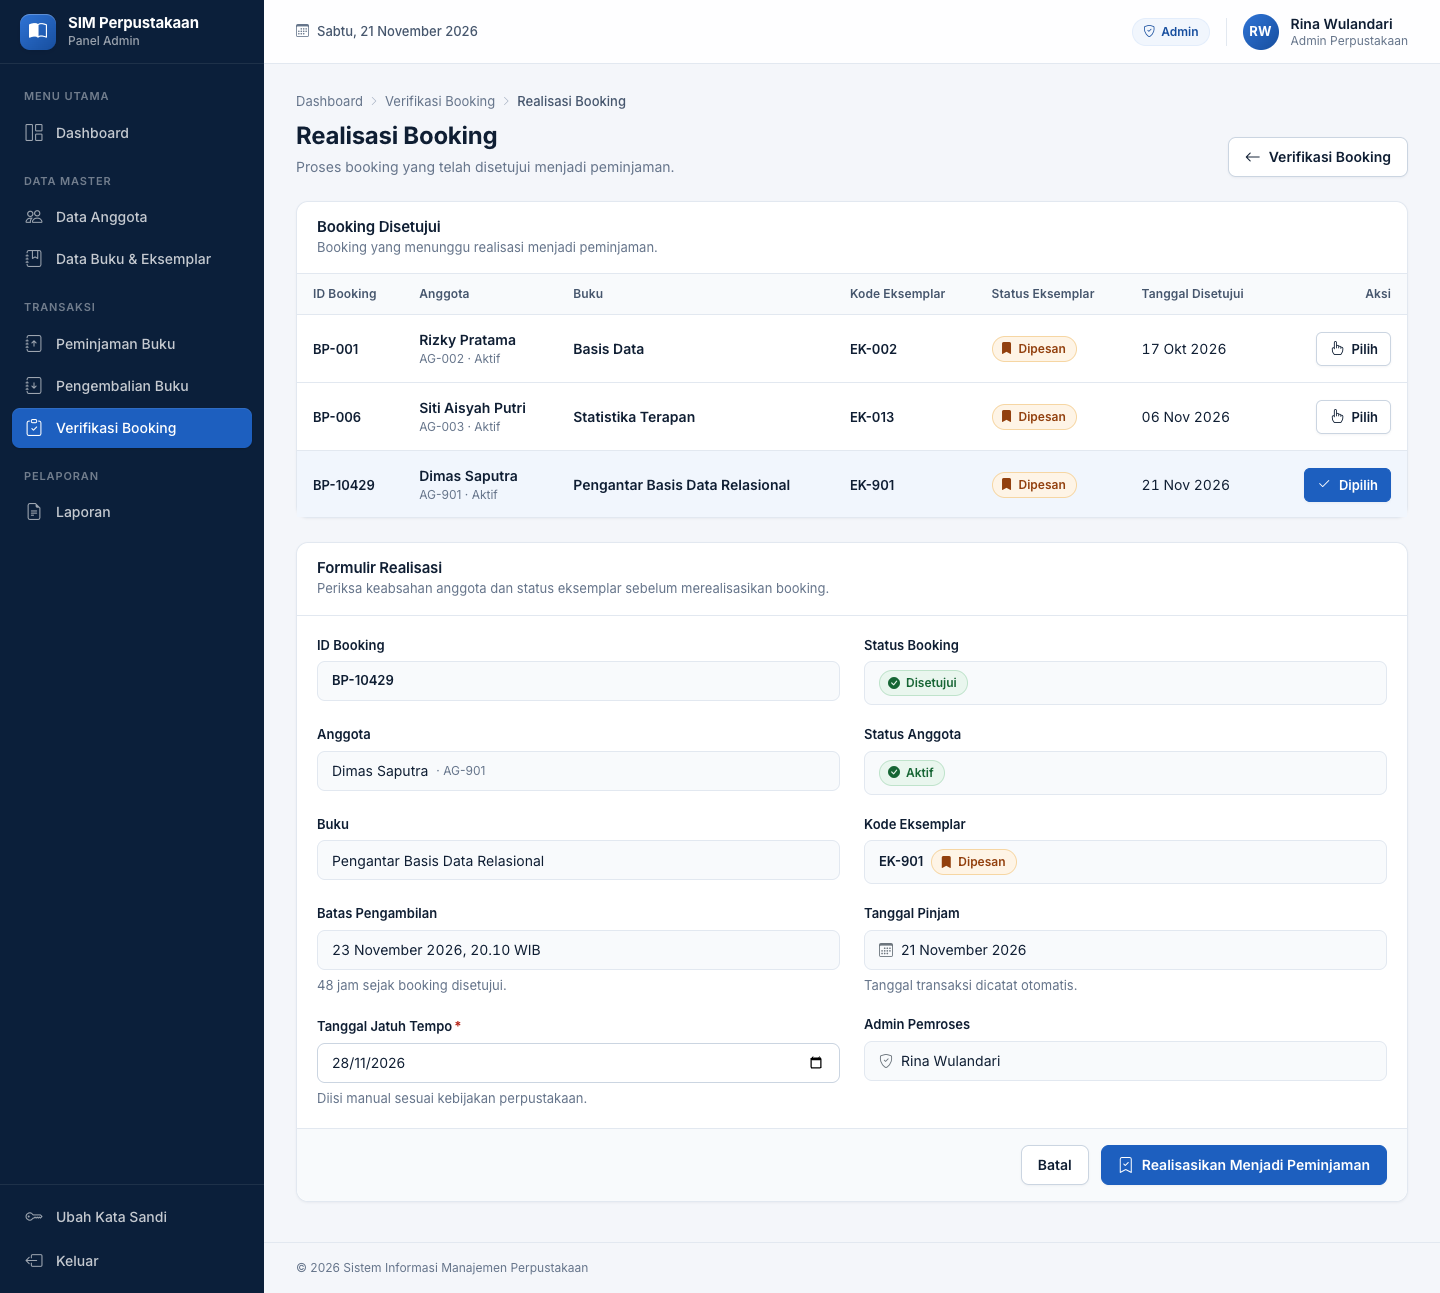 SIM Perpustakaan
Panel Admin
MENU UTAMA
Dashboard
DATA MASTER
Data Anggota
Data Buku & Eksemplar
TRANSAKSI
Peminjaman Buku
Pengembalian Buku
Verifikasi Booking
PELAPORAN
Laporan
Ubah Kata Sandi
Keluar
Sabtu, 21 November 2026
Admin
RW
Rina Wulandari
Admin Perpustakaan
Dashboard > Verifikasi Booking > Realisasi Booking
Realisasi Booking
Proses booking yang telah disetujui menjadi peminjaman.
Verifikasi Booking
Booking Disetujui
Booking yang menunggu realisasi menjadi peminjaman.
ID Booking Anggota Buku Kode Eksemplar Status Eksemplar Tanggal Disetujui Aksi
BP-001 Rizky Pratama Basis Data EK-002 Dipesan 17 Okt 2026 Pilih
AG-002 · Aktif
BP-006 Siti Aisyah Putri Statistika Terapan EK-013 Dipesan 06 Nov 2026 Pilih
AG-003 · Aktif
BP-10429 Dimas Saputra Pengantar Basis Data Relasional EK-901 Dipesan 21 Nov 2026 Dipilih
AG-901 · Aktif
Formulir Realisasi
Periksa keabsahan anggota dan status eksemplar sebelum merealisasikan booking.
ID Booking
BP-10429
Status Booking
Disetujui
Anggota
Dimas Saputra · AG-901
Status Anggota
Aktif
Buku
Pengantar Basis Data Relasional
Kode Eksemplar
EK-901 Dipesan
Batas Pengambilan
23 November 2026, 20.10 WIB
48 jam sejak booking disetujui.
Tanggal Pinjam
21 November 2026
Tanggal transaksi dicatat otomatis.
Tanggal Jatuh Tempo *
28/11/2026
Diisi manual sesuai kebijakan perpustakaan.
Admin Pemroses
Rina Wulandari
Batal
Realisasikan Menjadi Peminjaman
© 2026 Sistem Informasi Manajemen Perpustakaan